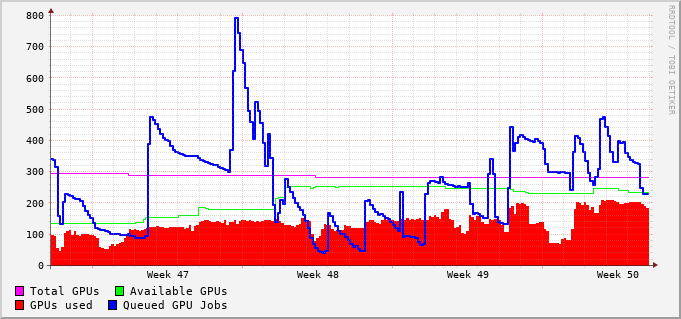 800
700
600
500
400
300
200
100
0
Week 47 Week 48 Week 49 Week 50
Total GPUs Available GPUs
GPUs used Queued GPU Jobs
RRDTOOL / TOBI OETIKER